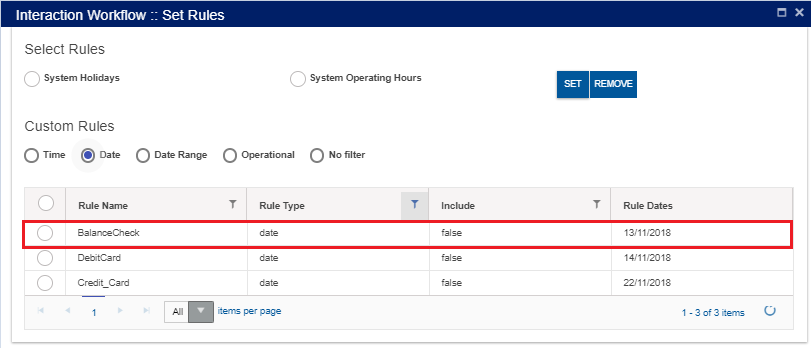 Interaction Workflow :: Set Rules
Select Rules
System Holidays System Operating Hours SET REMOVE
Custom Rules
Time Date Date Range Operational No filter
Rule Name Rule Type Include Rule Dates
BalanceCheck date false 13/11/2018
DebitCard date false 14/11/2018
Credit_Card date false 22/11/2018
1 All items per page 1 - 3 of 3 items